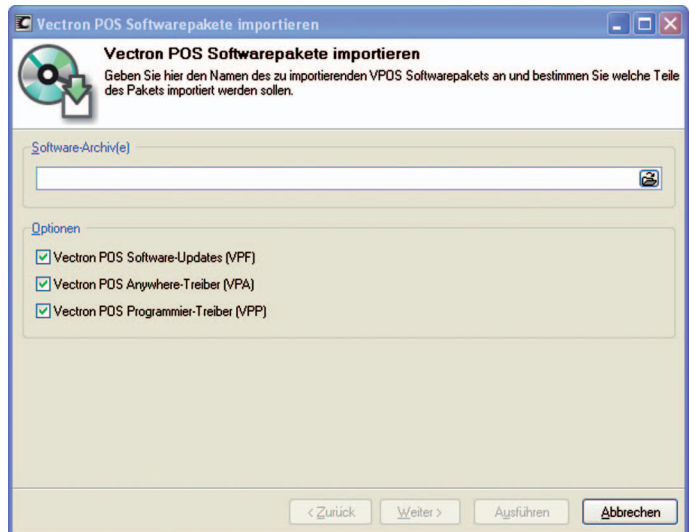 Vectron POS Softwarepakete importieren
Vectron POS Softwarepakete importieren
Geben Sie hier den Namen des zu importierenden VPOS Softwarepakets an und bestimmen Sie welche Teile
des Pakets importiert werden sollen.
Software-Archiv(e)
Optionen
Vectron POS Software-Updates (VPF)
Vectron POS Anywhere-Treiber (VPA)
Vectron POS Programmier-Treiber (VPP)
< Zurück Weiter > Ausführen Abbrechen